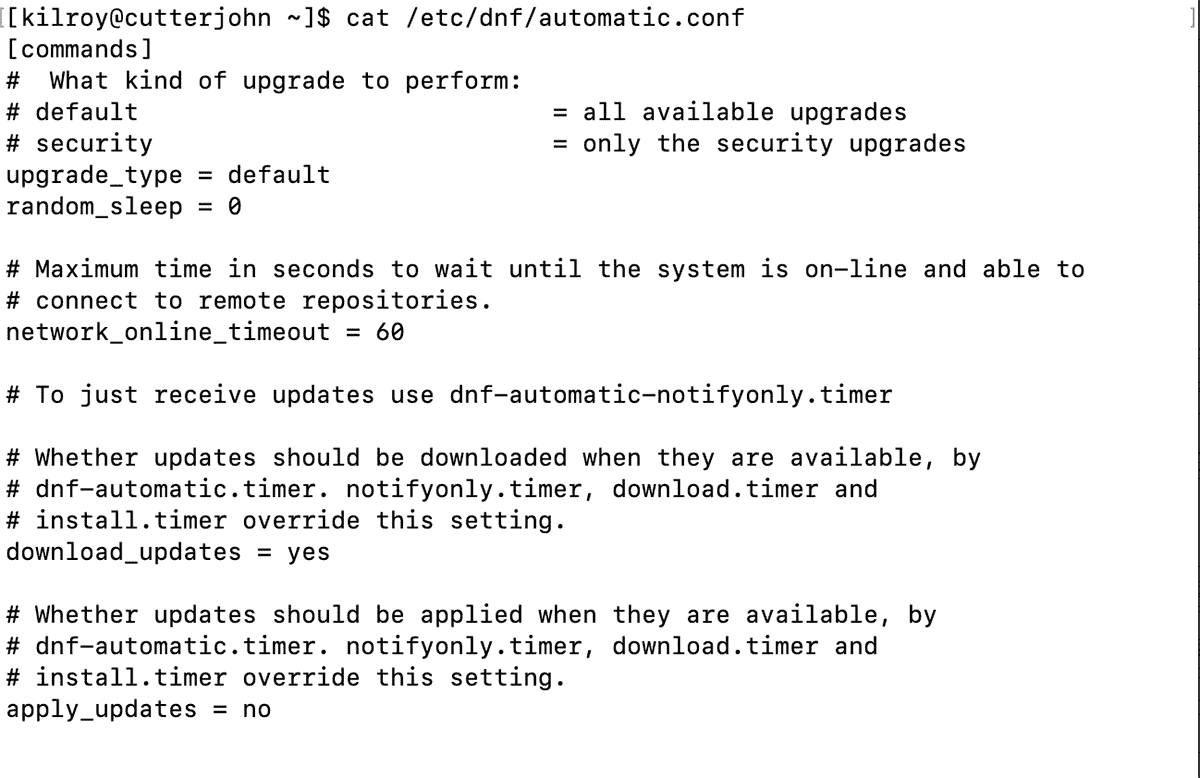 [[kilroy@cutterjohn ~]$ cat /etc/dnf/automatic.conf ]
[commands]
#  What kind of upgrade to perform:
# default                            = all available upgrades
# security                           = only the security upgrades
upgrade_type = default
random_sleep = 0

# Maximum time in seconds to wait until the system is on-line and able to
# connect to remote repositories.
network_online_timeout = 60

# To just receive updates use dnf-automatic-notifyonly.timer

# Whether updates should be downloaded when they are available, by
# dnf-automatic.timer. notifyonly.timer, download.timer and
# install.timer override this setting.
download_updates = yes

# Whether updates should be applied when they are available, by
# dnf-automatic.timer. notifyonly.timer, download.timer and
# install.timer override this setting.
apply_updates = no